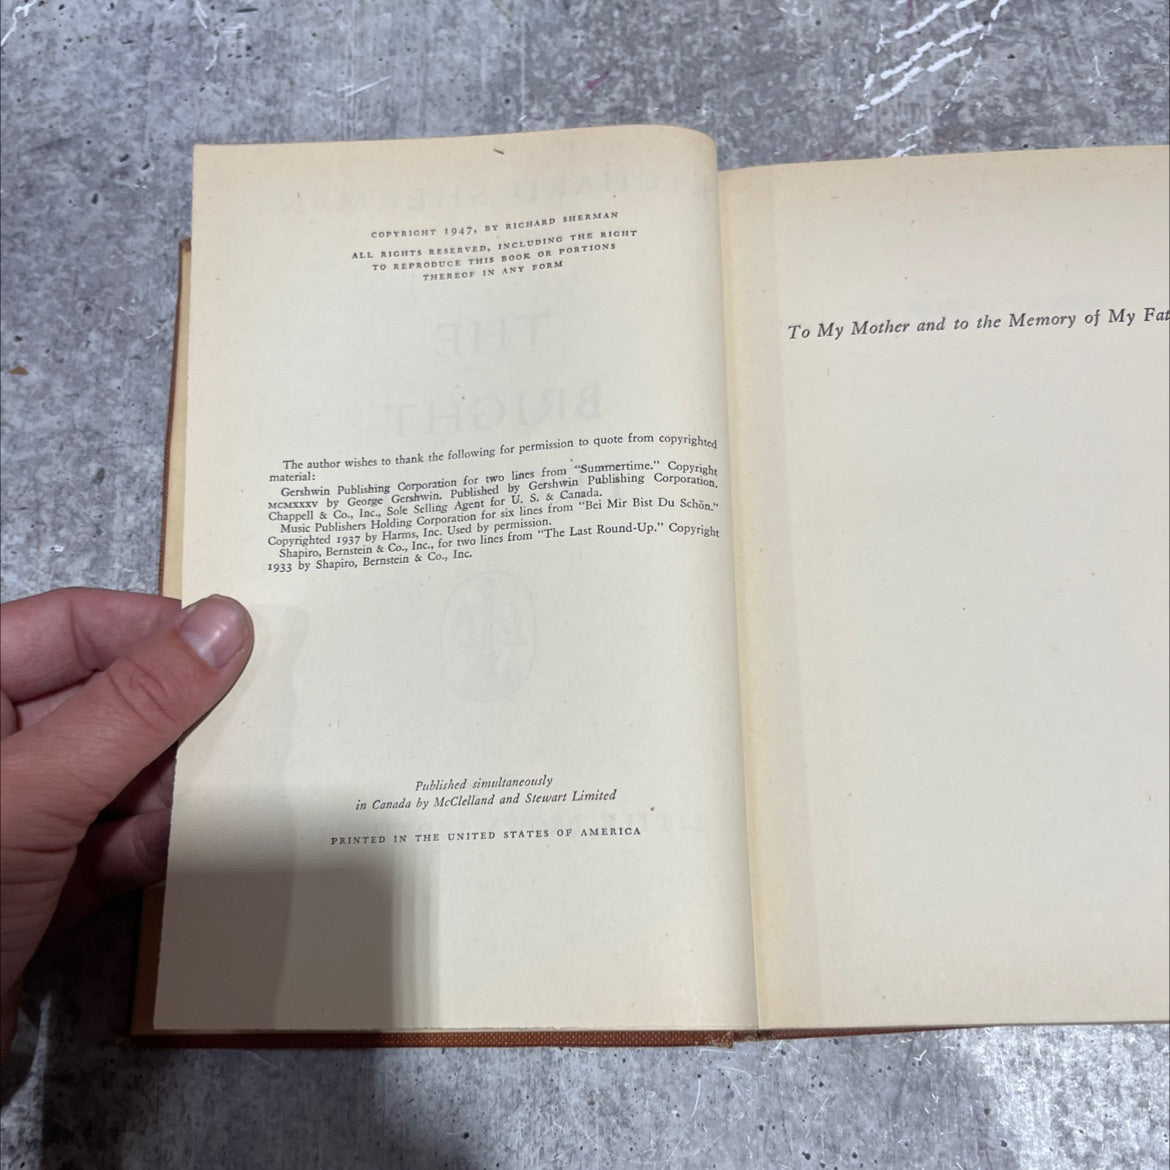 COPYRIGHT 1947, BY RICHARD SHERMAN
ALL RIGHTS RESERVED, INCLUDING THE RIGHT
TO REPRODUCE THIS BOOK OR PORTIONS
THEREOF IN ANY FORM
The author wishes to thank the following for permission to quote from copyrighted
material:
Gershwin Publishing Corporation for two lines from "Summertime." Copyright
MCMXXXV by George Gershwin. Published by Gershwin Publishing Corporation.
Chappell & Co., Inc., Sole Selling Agent for U. S. & Canada.
Music Publishers Holding Corporation for six lines from "Bei Mir Bist Du Schön."
Copyrighted 1937 by Harms, Inc. Used by permission.
Shapiro, Bernstein & Co., Inc., for two lines from "The Last Round-Up." Copyright
1933 by Shapiro, Bernstein & Co., Inc.
Published simultaneously
in Canada by McClelland and Stewart Limited
PRINTED IN THE UNITED STATES OF AMERICA
To My Mother and to the Memory of My Fat